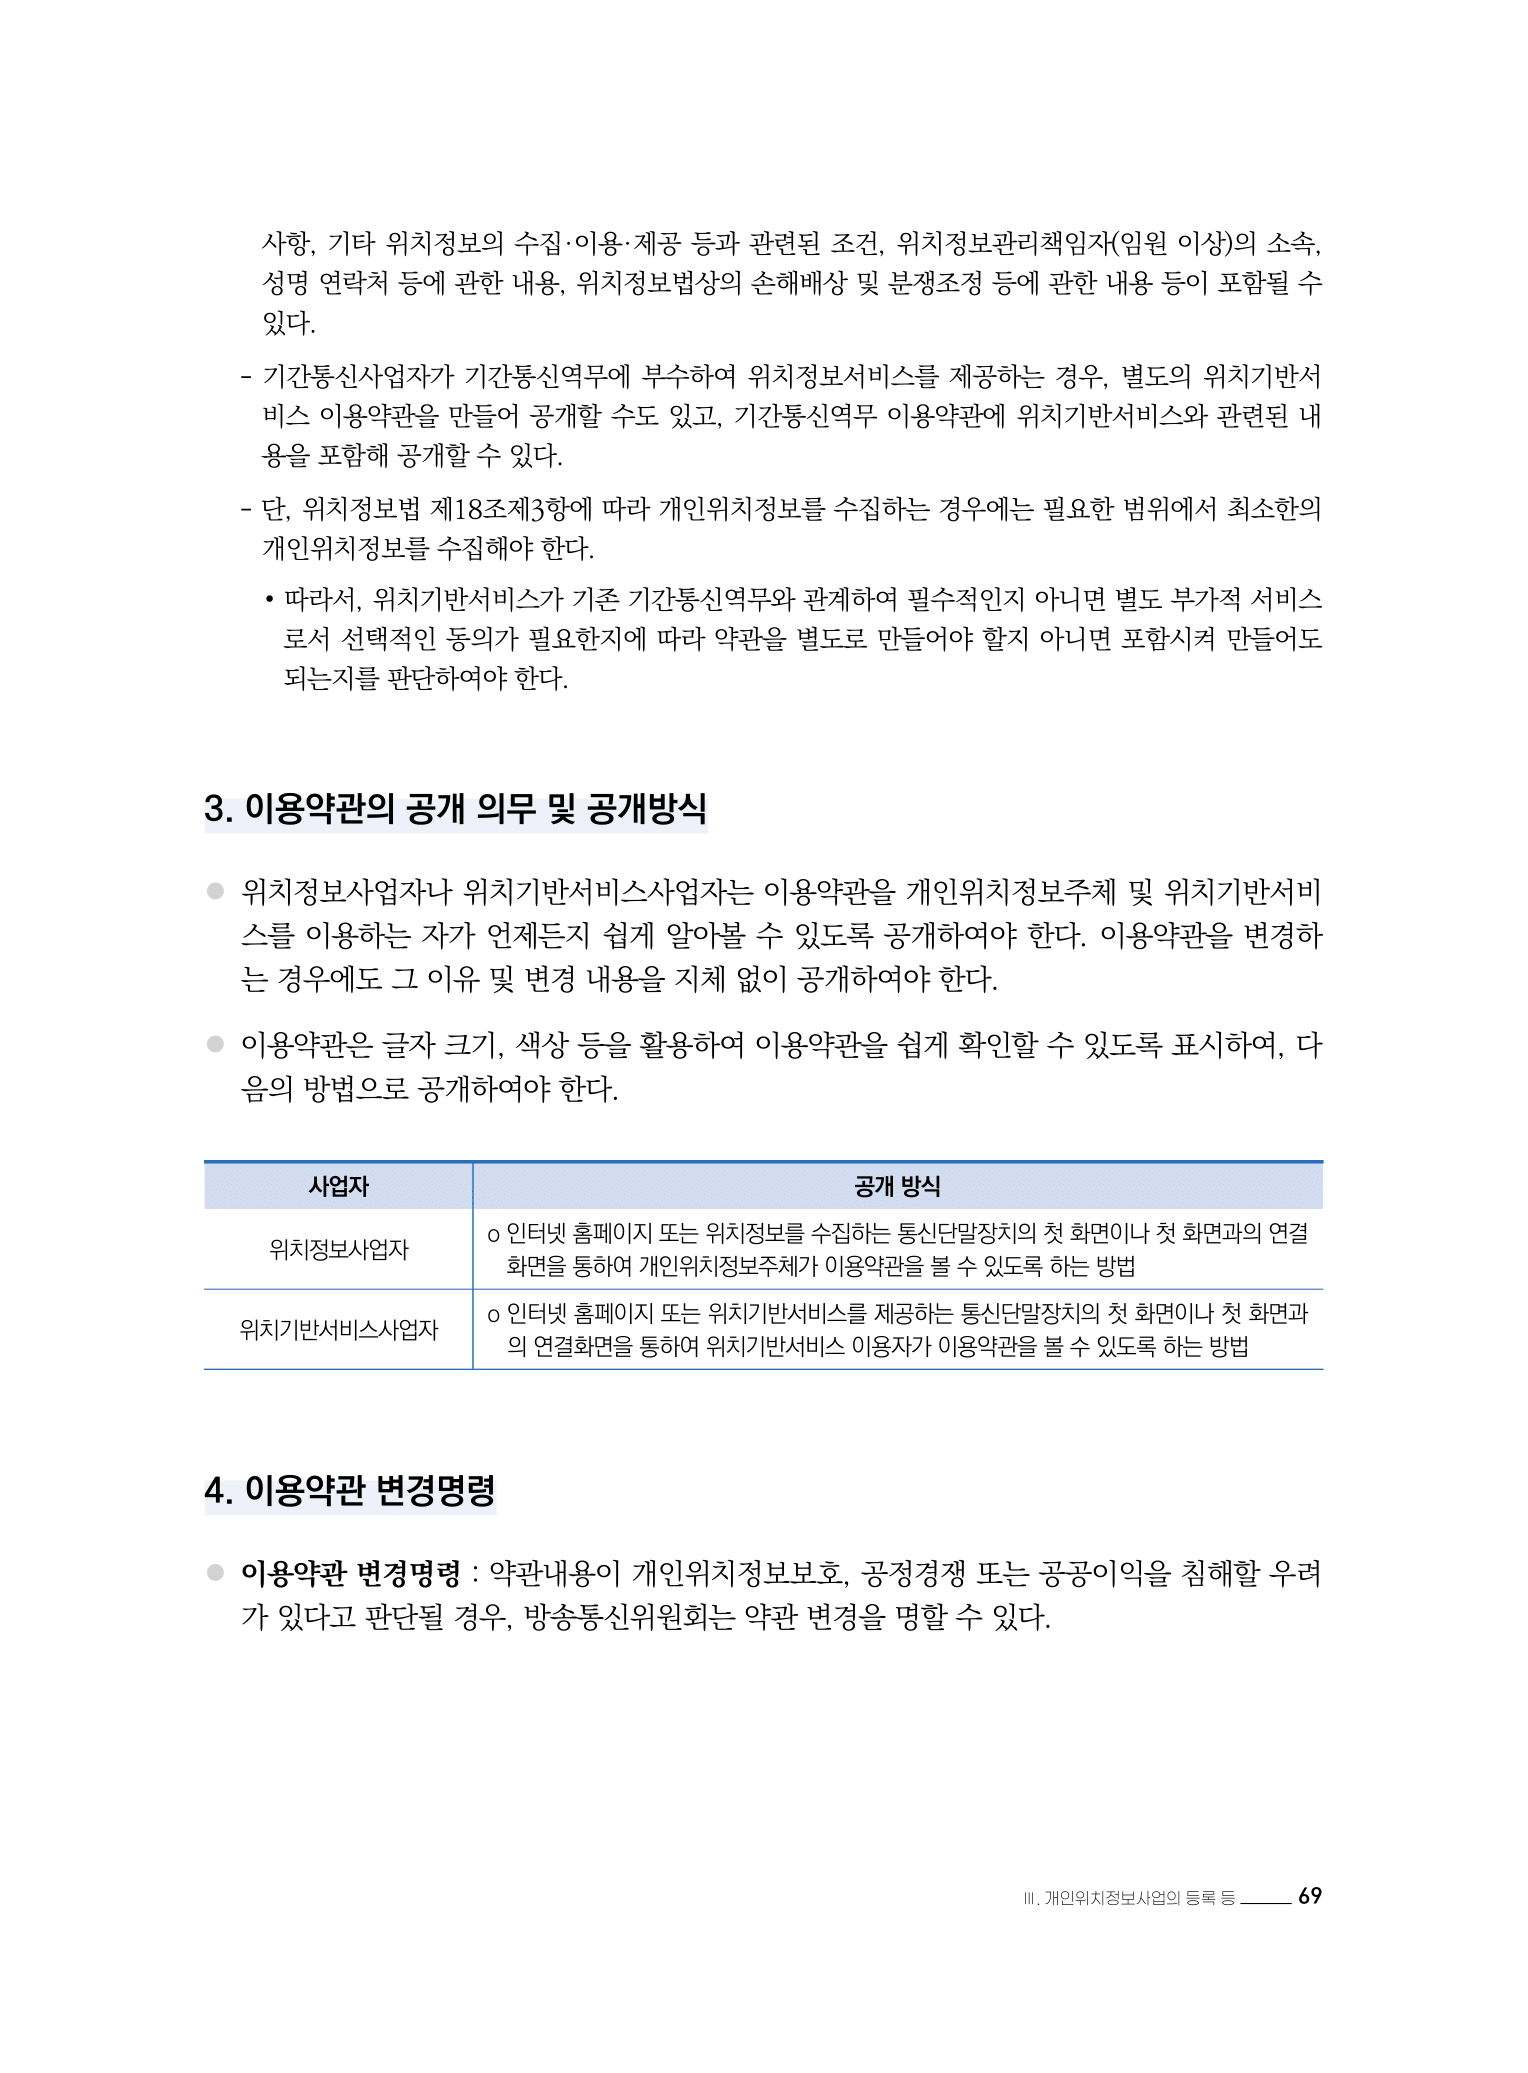 사항, 기타 위치정보의 수집·이용·제공 등과 관련된 조건, 위치정보관리책임자(임원 이상)의 소속,
성명 연락처 등에 관한 내용, 위치정보법상의 손해배상 및 분쟁조정 등에 관한 내용 등이 포함될 수
있다.
- 기간통신사업자가 기간통신역무에 부수하여 위치정보서비스를 제공하는 경우, 별도의 위치기반서
비스 이용약관을 만들어 공개할 수도 있고, 기간통신역무 이용약관에 위치기반서비스와 관련된 내
용을 포함해 공개할 수 있다.
- 단, 위치정보법 제18조제3항에 따라 개인위치정보를 수집하는 경우에는 필요한 범위에서 최소한의
개인위치정보를 수집해야 한다.
• 따라서, 위치기반서비스가 기존 기간통신역무와 관계하여 필수적인지 아니면 별도 부가적 서비스
로서 선택적인 동의가 필요한지에 따라 약관을 별도로 만들어야 할지 아니면 포함시켜 만들어도
되는지를 판단하여야 한다.
3. 이용약관의 공개 의무 및 공개방식
● 위치정보사업자나 위치기반서비스사업자는 이용약관을 개인위치정보주체 및 위치기반서비
스를 이용하는 자가 언제든지 쉽게 알아볼 수 있도록 공개하여야 한다. 이용약관을 변경하
는 경우에도 그 이유 및 변경 내용을 지체 없이 공개하여야 한다.
● 이용약관은 글자 크기, 색상 등을 활용하여 이용약관을 쉽게 확인할 수 있도록 표시하여, 다
음의 방법으로 공개하여야 한다.
사업자 공개 방식
위치정보사업자
o 인터넷 홈페이지 또는 위치정보를 수집하는 통신단말장치의 첫 화면이나 첫 화면과의 연결
화면을 통하여 개인위치정보주체가 이용약관을 볼 수 있도록 하는 방법
위치기반서비스사업자
o 인터넷 홈페이지 또는 위치기반서비스를 제공하는 통신단말장치의 첫 화면이나 첫 화면과
의 연결화면을 통하여 위치기반서비스 이용자가 이용약관을 볼 수 있도록 하는 방법
4. 이용약관 변경명령
● 이용약관 변경명령 : 약관내용이 개인위치정보보호, 공정경쟁 또는 공공이익을 침해할 우려
가 있다고 판단될 경우, 방송통신위원회는 약관 변경을 명할 수 있다.
Ⅲ. 개인위치정보사업의 등록 등 69